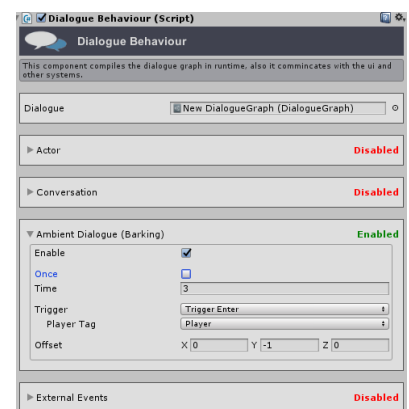 Dialogue Behaviour (Script)
Dialogue Behaviour
This component compiles the dialogue graph in runtime, also it commincates with the ui and
other systems.
Dialogue New DialogueGraph (DialogueGraph)
Actor Disabled
Conversation Disabled
Ambient Dialogue (Barking) Enabled
Enable
Once
Time 3
Trigger Trigger Enter
Player Tag Player
Offset X 0 Y -1 Z 0
External Events Disabled